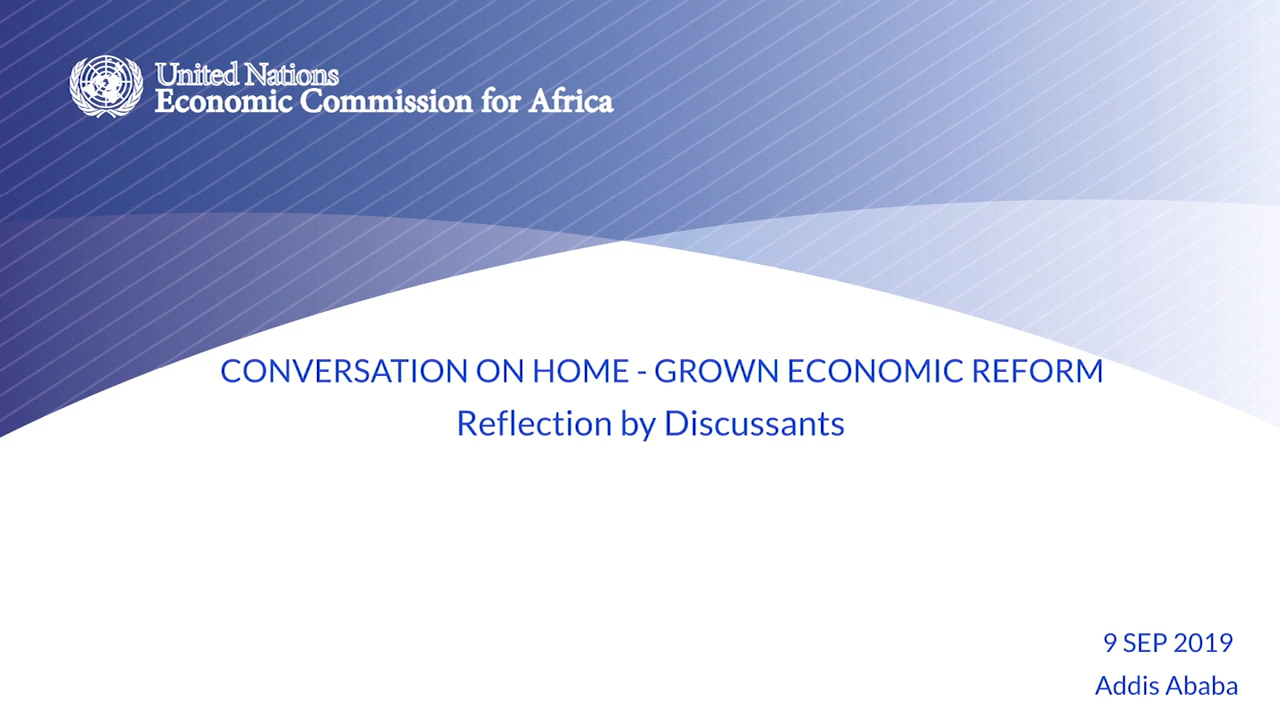 United Nations
Economic Commission for Africa
CONVERSATION ON HOME - GROWN ECONOMIC REFORM
Reflection by Discussants
9 SEP 2019
Addis Ababa